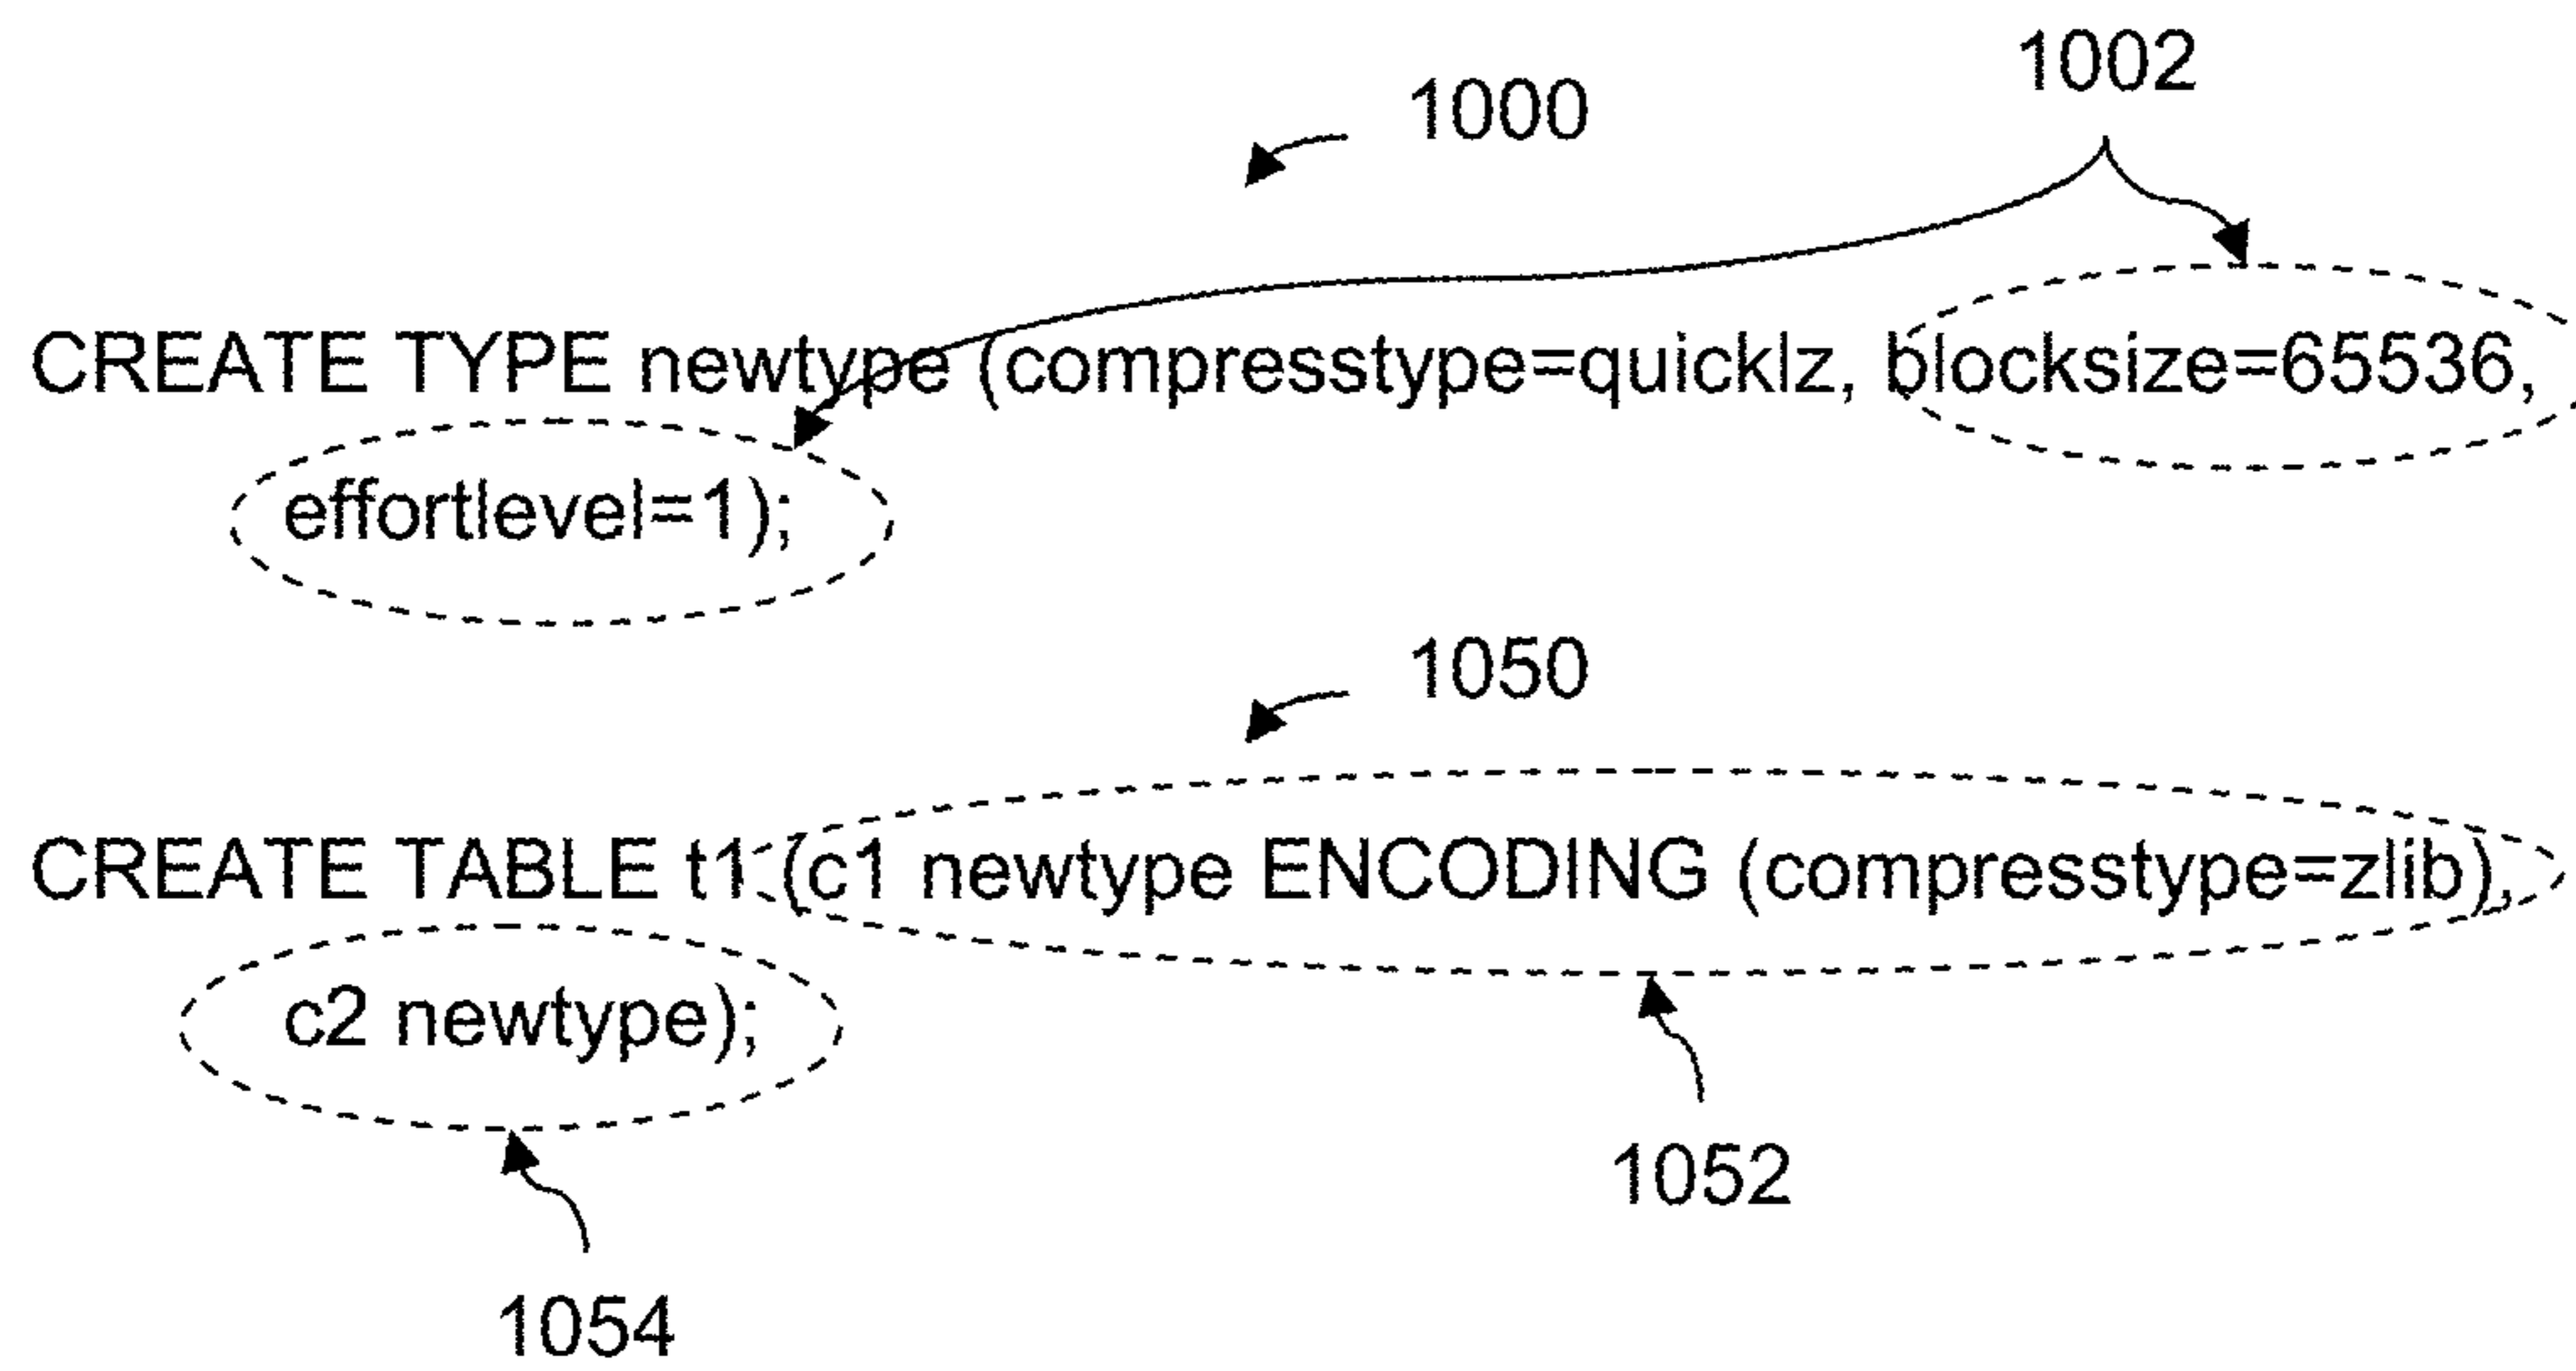 1002
1000
CREATE TYPE newtype (compresstype=quicklz, blocksize=65536,
effortlevel=1);
1050
CREATE TABLE t1 (c1 newtype ENCODING (compresstype=zlib),
c2 newtype);
1052
1054